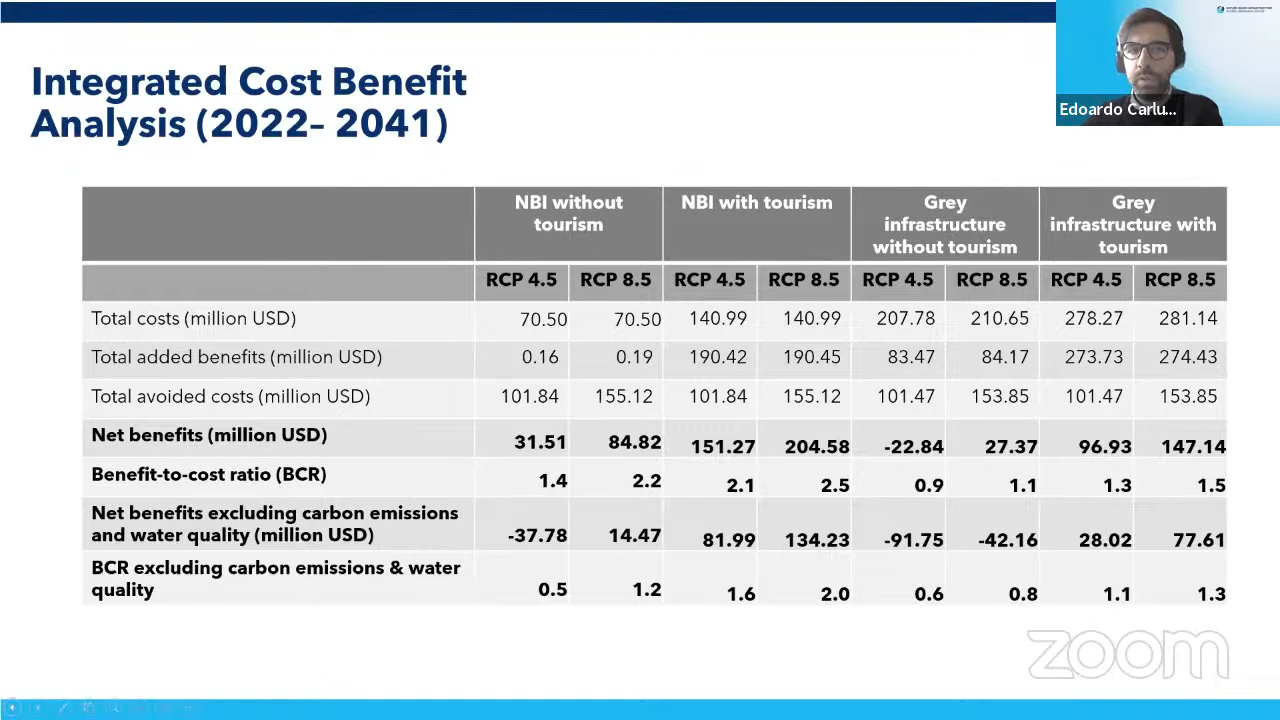 Integrated Cost Benefit
Analysis (2022– 2041)
Edoardo Carlu...
NBI without tourism
NBI with tourism
Grey infrastructure without tourism
Grey infrastructure with tourism
RCP 4.5 RCP 8.5 RCP 4.5 RCP 8.5 RCP 4.5 RCP 8.5 RCP 4.5 RCP 8.5
Total costs (million USD) 70.50 70.50 140.99 140.99 207.78 210.65 278.27 281.14
Total added benefits (million USD) 0.16 0.19 190.42 190.45 83.47 84.17 273.73 274.43
Total avoided costs (million USD) 101.84 155.12 101.84 155.12 101.47 153.85 101.47 153.85
Net benefits (million USD) 31.51 84.82 151.27 204.58 -22.84 27.37 96.93 147.14
Benefit-to-cost ratio (BCR) 1.4 2.2 2.1 2.5 0.9 1.1 1.3 1.5
Net benefits excluding carbon emissions
and water quality (million USD) -37.78 14.47 81.99 134.23 -91.75 -42.16 28.02 77.61
BCR excluding carbon emissions & water
quality 0.5 1.2 1.6 2.0 0.6 0.8 1.1 1.3
zoom